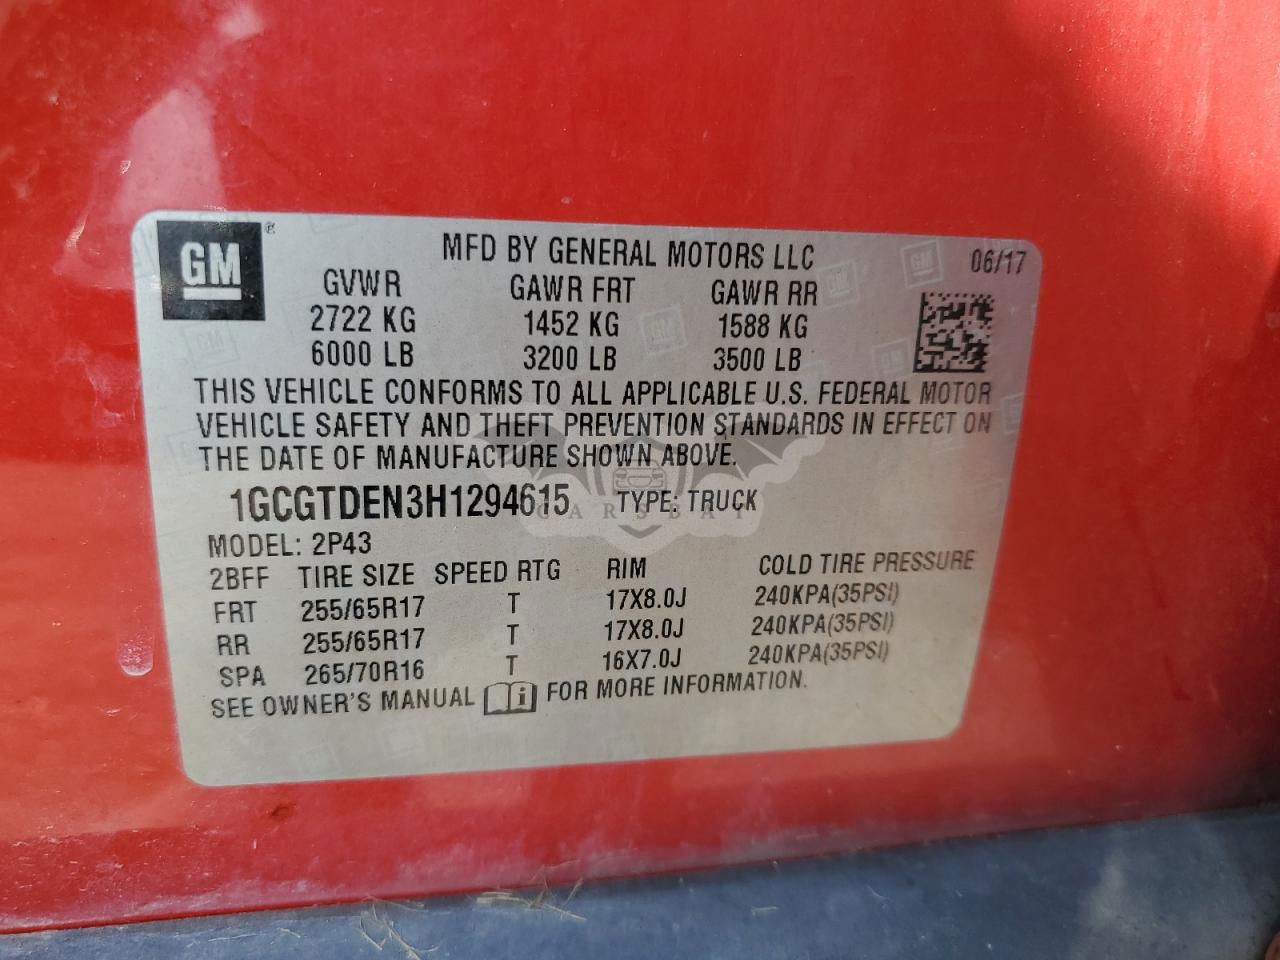 GM ®
MFD BY GENERAL MOTORS LLC 06/17
GVWR GAWR FRT GAWR RR
2722 KG 1452 KG 1588 KG
6000 LB 3200 LB 3500 LB
THIS VEHICLE CONFORMS TO ALL APPLICABLE U.S. FEDERAL MOTOR
VEHICLE SAFETY AND THEFT PREVENTION STANDARDS IN EFFECT ON
THE DATE OF MANUFACTURE SHOWN ABOVE.
1GCGTDEN3H1294615 TYPE: TRUCK
CARSBAT
MODEL: 2P43
2BFF TIRE SIZE SPEED RTG RIM COLD TIRE PRESSURE
FRT 255/65R17 T 17X8.0J 240KPA(35PSI)
RR 255/65R17 T 17X8.0J 240KPA(35PSI)
SPA 265/70R16 T 16X7.0J 240KPA(35PSI)
SEE OWNER'S MANUAL i FOR MORE INFORMATION.